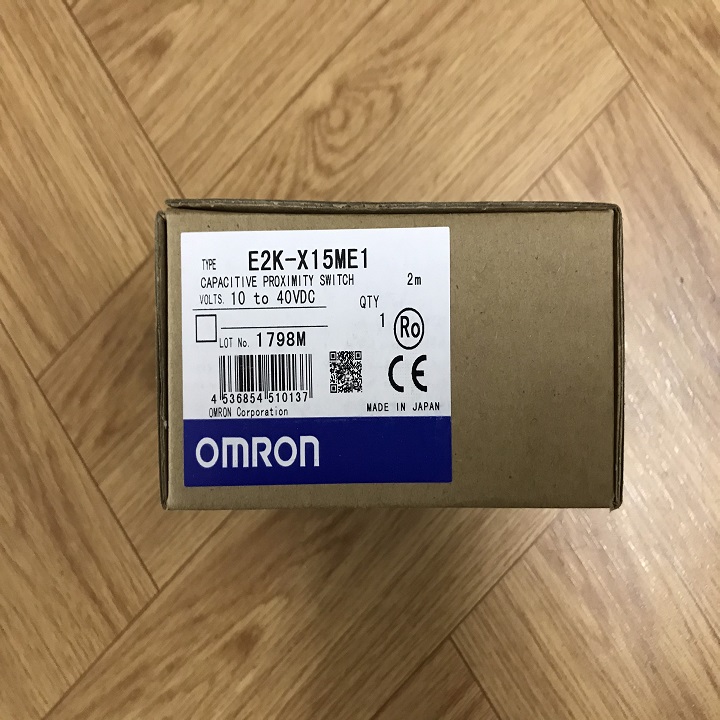 TYPE E2K-X15ME1
CAPACITIVE PROXIMITY SWITCH 2m
VOLTS. 10 to 40VDC
QTY
1
Ro
LOT No. 1798M
CE
4 536854 510137
OMRON Corporation
MADE IN JAPAN
OMRON